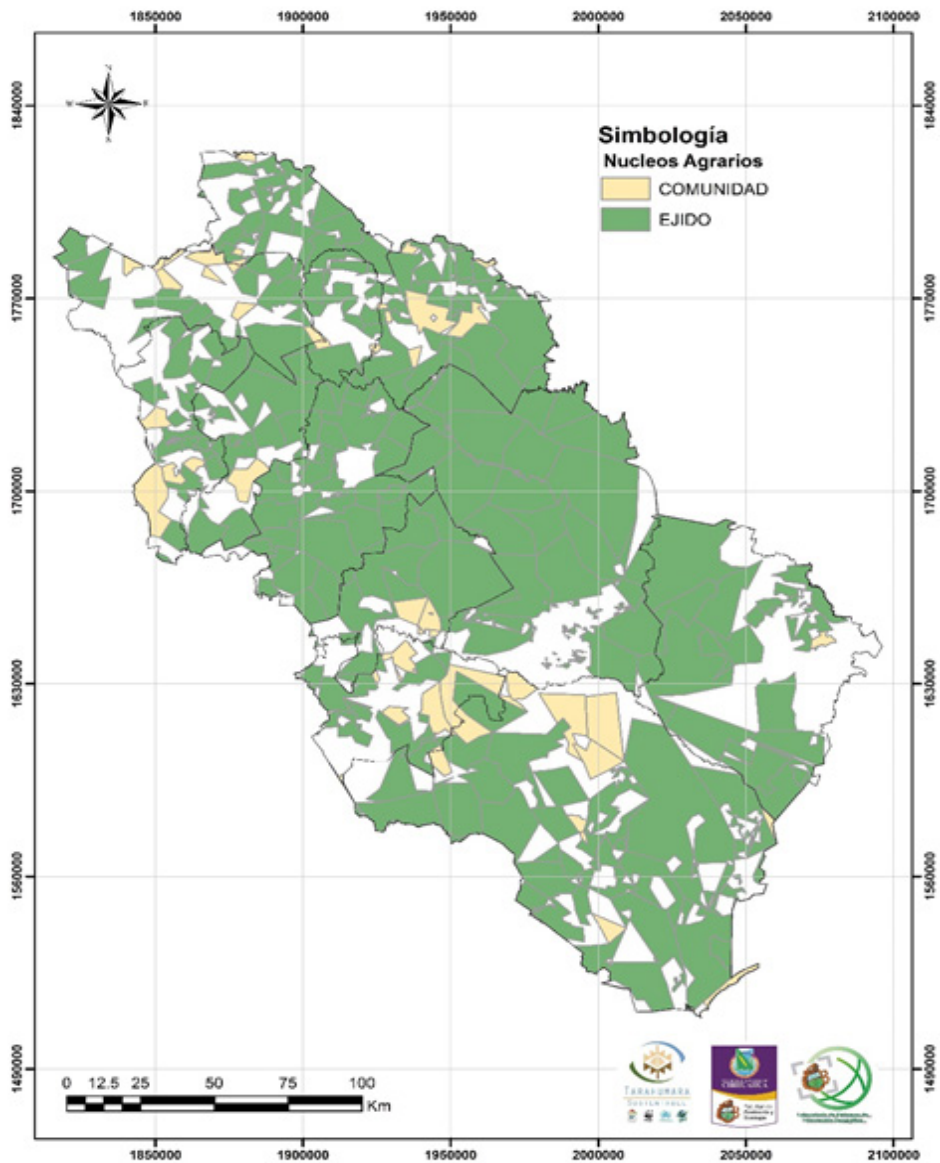 1850000 1900000 1950000 2000000 2050000 2100000
N
W E
S
Simbología
Nucleos Agrarios
COMUNIDAD
EJIDO
1840000 1840000
1770000 1770000
1700000 1700000
1630000 1630000
1560000 1560000
1490000 1490000
0 12.5 25 50 75 100
Km
TARAHUMARA
SUSTENTABLE
CHIHUAHUA
1850000 1900000 1950000 2000000 2050000 2100000